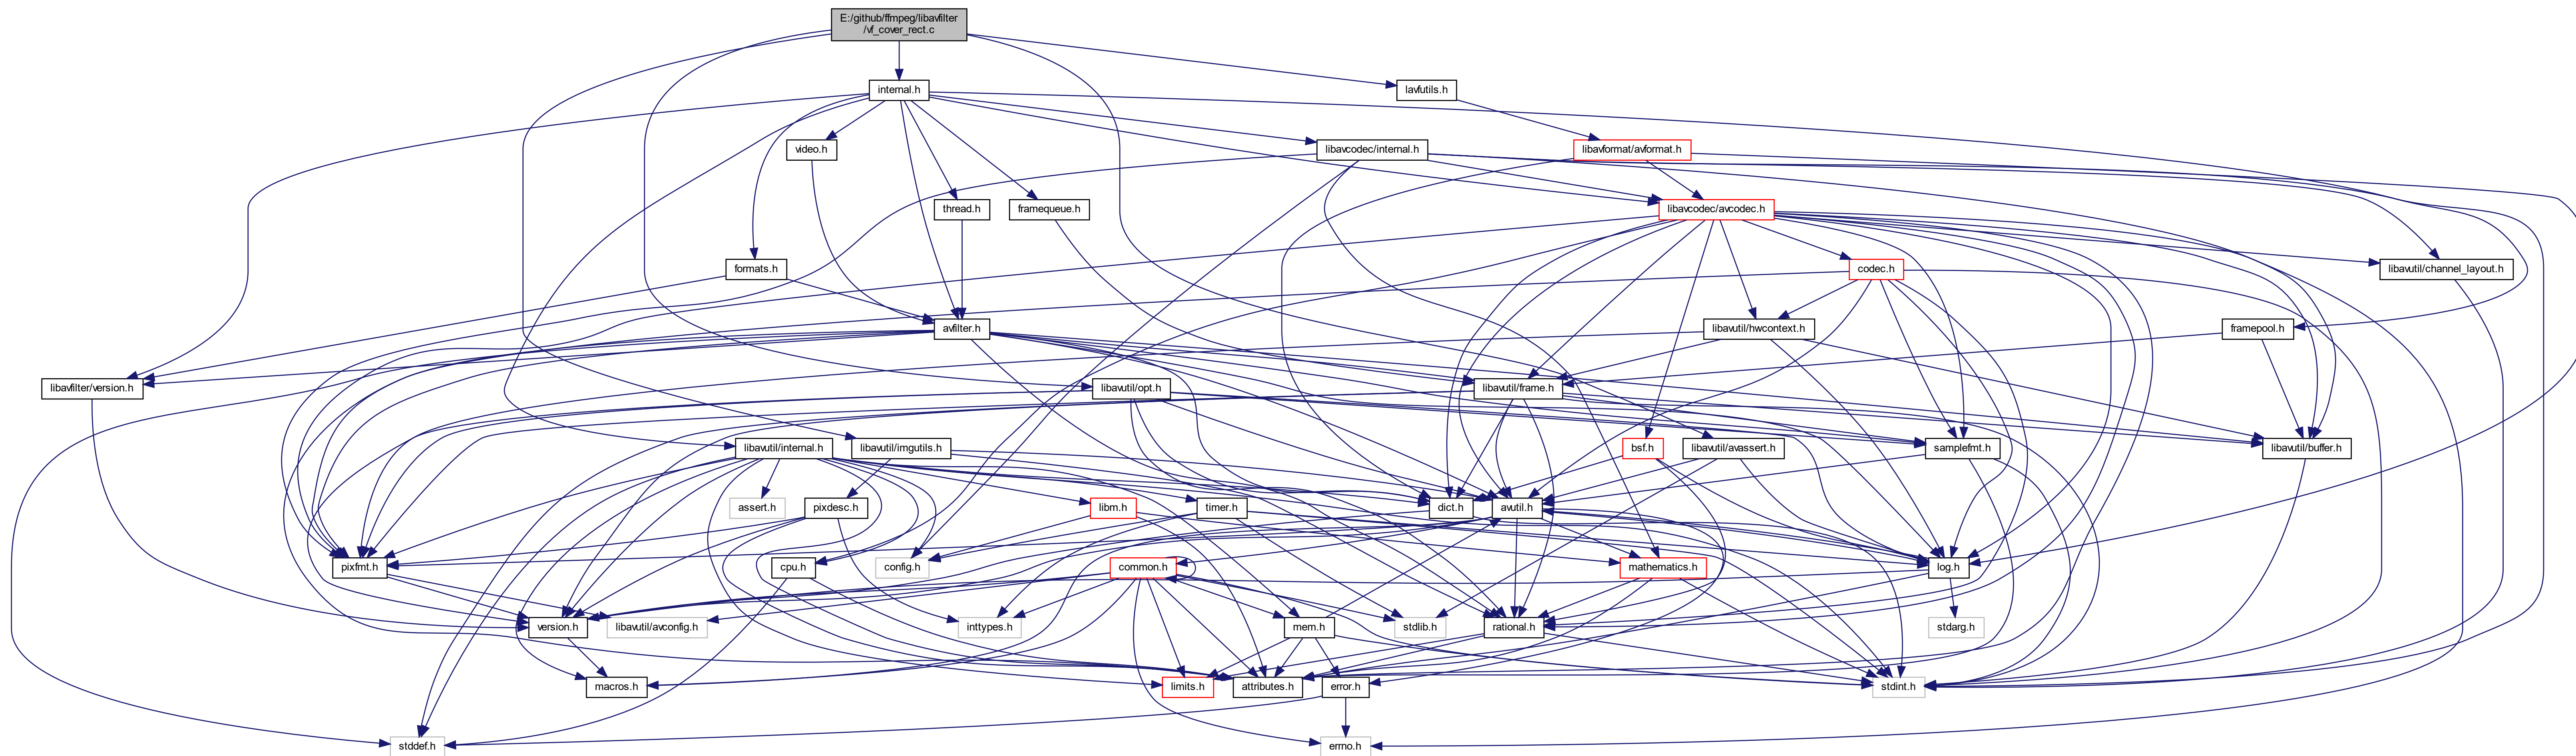 E:/github/ffmpeg/libavfilter
/vf_cover_rect.c
internal.h
lavfutils.h
video.h
libavcodec/internal.h
libavformat/avformat.h
thread.h
framequeue.h
libavcodec/avcodec.h
formats.h
codec.h
libavutil/channel_layout.h
avfilter.h
libavutil/hwcontext.h
framepool.h
libavfilter/version.h
libavutil/opt.h
libavutil/frame.h
libavutil/internal.h
libavutil/imgutils.h
bsf.h
libavutil/avassert.h
samplefmt.h
libavutil/buffer.h
assert.h
pixdesc.h
libm.h
timer.h
dict.h
avutil.h
pixfmt.h
cpu.h
config.h
common.h
mathematics.h
log.h
version.h
libavutil/avconfig.h
inttypes.h
mem.h
stdlib.h
rational.h
stdarg.h
macros.h
limits.h
attributes.h
error.h
stdint.h
stddef.h
errno.h